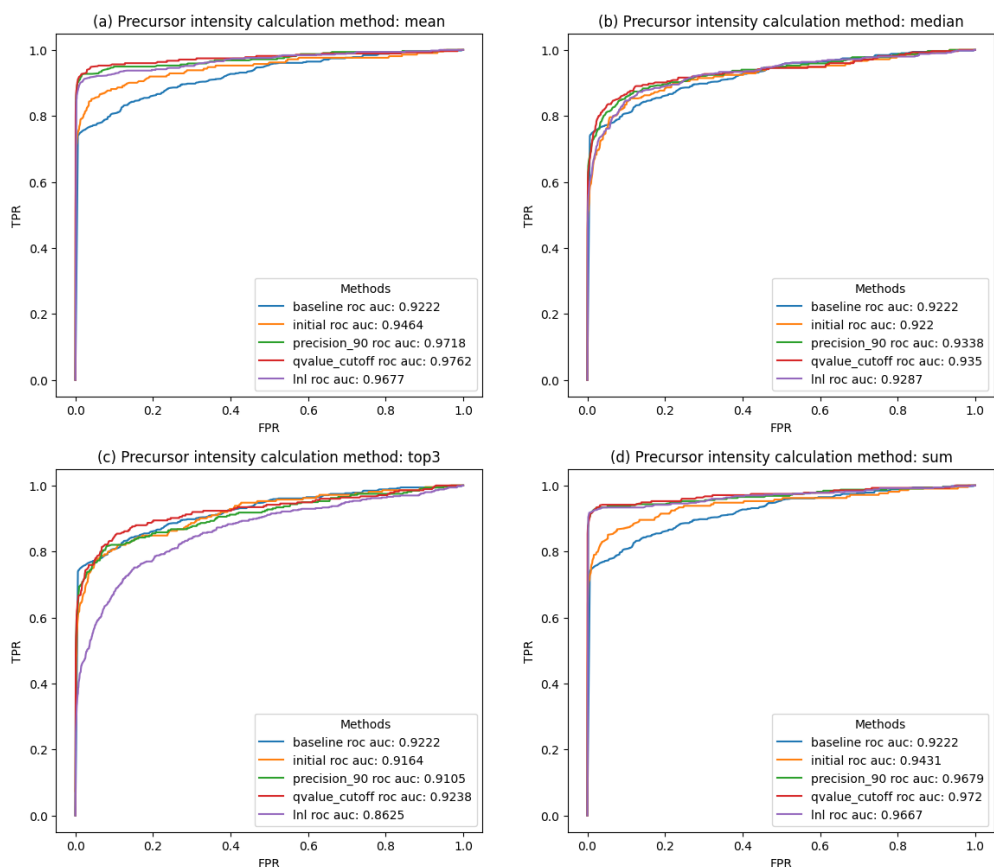 (a) Precursor intensity calculation method: mean
1.0
0.8
0.6
0.4
0.2
0.0
TPR
Methods
baseline roc auc: 0.9222
initial roc auc: 0.9464
precision_90 roc auc: 0.9718
qvalue_cutoff roc auc: 0.9762
lnl roc auc: 0.9677
0.0 0.2 0.4 0.6 0.8 1.0
FPR
(b) Precursor intensity calculation method: median
1.0
0.8
0.6
0.4
0.2
0.0
TPR
Methods
baseline roc auc: 0.9222
initial roc auc: 0.922
precision_90 roc auc: 0.9338
qvalue_cutoff roc auc: 0.935
lnl roc auc: 0.9287
0.0 0.2 0.4 0.6 0.8 1.0
FPR
(c) Precursor intensity calculation method: top3
1.0
0.8
0.6
0.4
0.2
0.0
TPR
Methods
baseline roc auc: 0.9222
initial roc auc: 0.9164
precision_90 roc auc: 0.9105
qvalue_cutoff roc auc: 0.9238
lnl roc auc: 0.8625
0.0 0.2 0.4 0.6 0.8 1.0
FPR
(d) Precursor intensity calculation method: sum
1.0
0.8
0.6
0.4
0.2
0.0
TPR
Methods
baseline roc auc: 0.9222
initial roc auc: 0.9431
precision_90 roc auc: 0.9679
qvalue_cutoff roc auc: 0.972
lnl roc auc: 0.9667
0.0 0.2 0.4 0.6 0.8 1.0
FPR